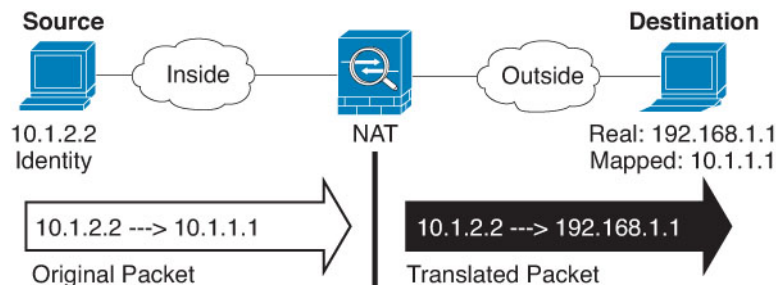 Source
Destination
Inside
Outside
10.1.2.2
Identity
NAT
Real: 192.168.1.1
Mapped: 10.1.1.1
10.1.2.2 ---> 10.1.1.1
10.1.2.2 ---> 192.168.1.1
Original Packet
Translated Packet